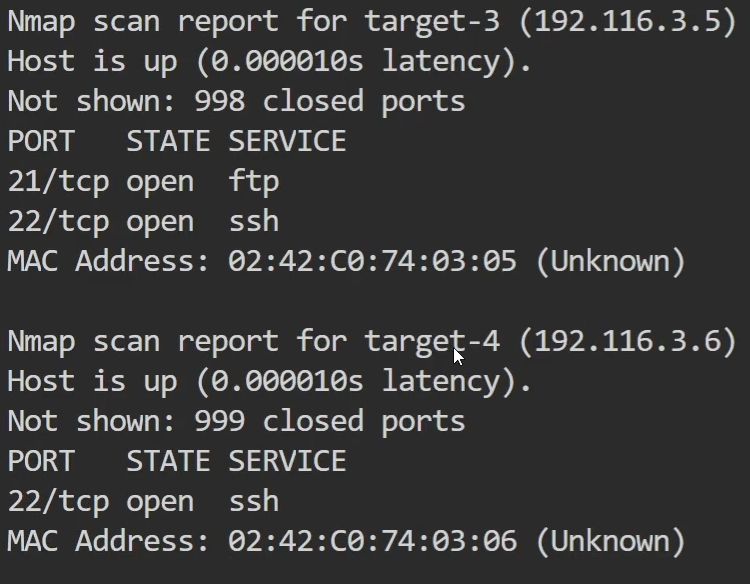 Nmap scan report for target-3 (192.116.3.5)
Host is up (0.000010s latency).
Not shown: 998 closed ports
PORT   STATE SERVICE
21/tcp open  ftp
22/tcp open  ssh
MAC Address: 02:42:C0:74:03:05 (Unknown)

Nmap scan report for target-4 (192.116.3.6)
Host is up (0.000010s latency).
Not shown: 999 closed ports
PORT   STATE SERVICE
22/tcp open  ssh
MAC Address: 02:42:C0:74:03:06 (Unknown)